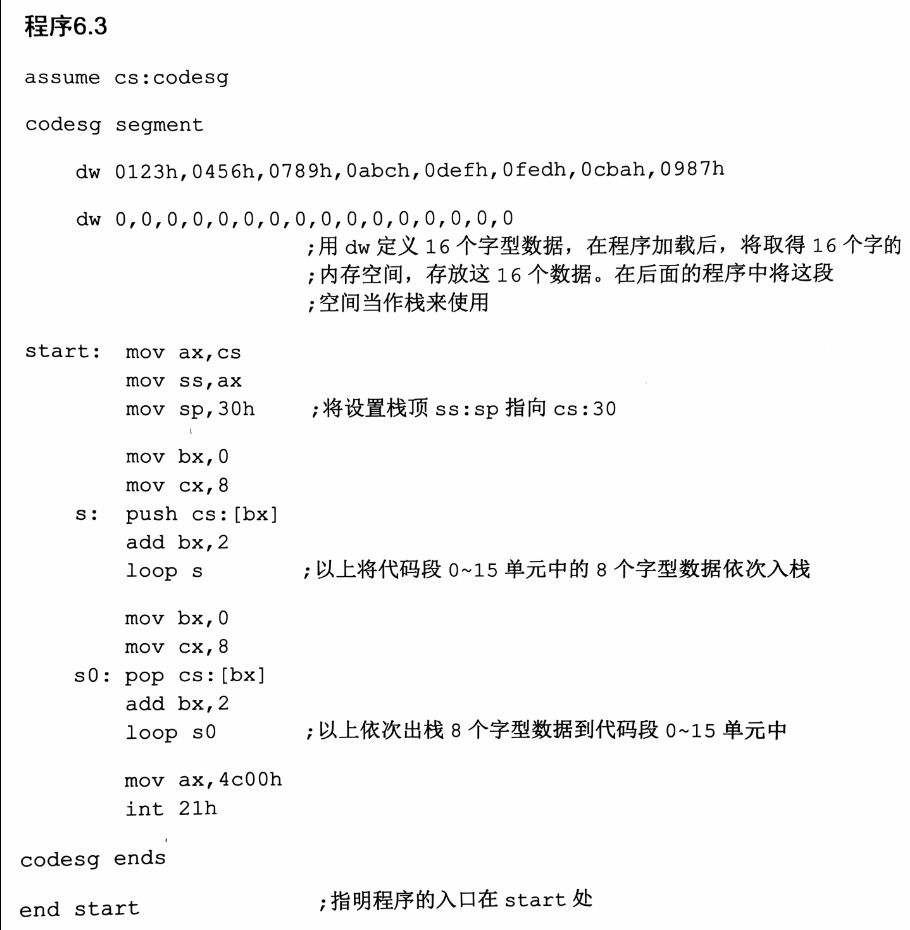 程序6.3
assume cs:codesg
codesg segment
dw 0123h,0456h,0789h,0abch,0defh,0fedh,0cbah,0987h
dw 0,0,0,0,0,0,0,0,0,0,0,0,0,0,0,0
;用 dw 定义 16 个字型数据，在程序加载后，将取得 16 个字的
;内存空间，存放这 16 个数据。在后面的程序中将这段
;空间当作栈来使用
start: mov ax,cs
mov ss,ax
mov sp,30h ;将设置栈顶 ss:sp 指向 cs:30
mov bx,0
mov cx,8
s: push cs:[bx]
add bx,2
loop s ;以上将代码段 0~15 单元中的 8 个字型数据依次入栈
mov bx,0
mov cx,8
s0: pop cs:[bx]
add bx,2
loop s0 ;以上依次出栈 8 个字型数据到代码段 0~15 单元中
mov ax,4c00h
int 21h
codesg ends
end start ;指明程序的入口在 start 处